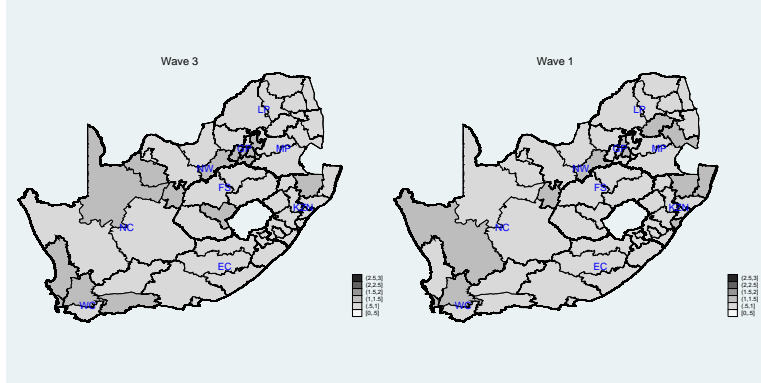 Wave 3
LP
MP
NW
FS
KZN
NC
EC
WC
(2.5,3]
(2,2.5]
(1.5,2]
(1,1.5]
(.5,1]
[0,.5]
Wave 1
LP
GP
MP
NW
FS
KZN
NC
EC
WC
(2.5,3]
(2,2.5]
(1.5,2]
(1,1.5]
(.5,1]
[0,.5]